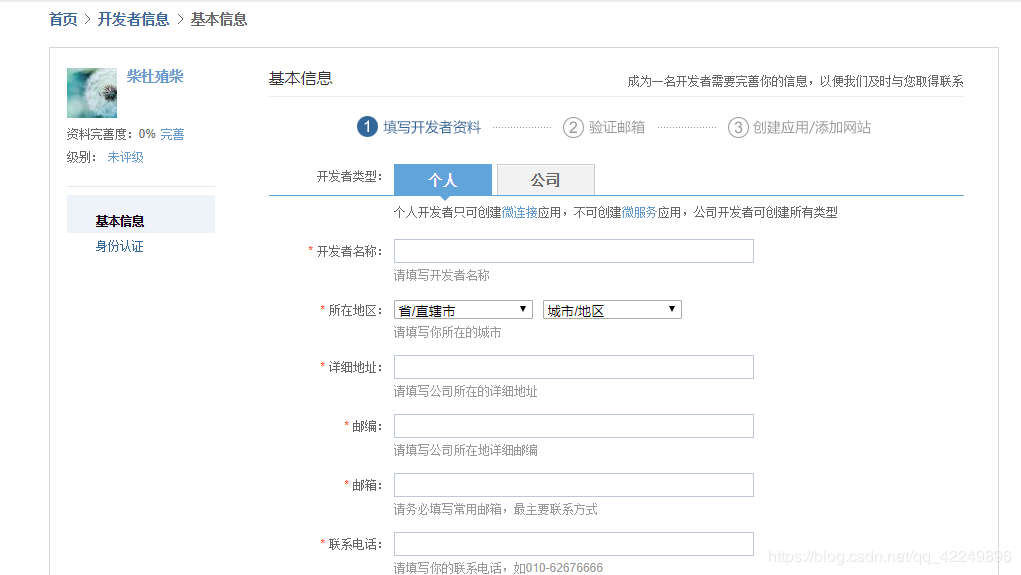 首页 > 开发者信息 > 基本信息
柴杜殖柴
资料完善度：0% 完善
级别： 未评级
基本信息
身份认证
基本信息
成为一名开发者需要完善你的信息，以便我们及时与您取得联系
1 填写开发者资料 2 验证邮箱 3 创建应用/添加网站
开发者类型： 个人 公司
个人开发者只可创建微连接应用，不可创建微服务应用，公司开发者可创建所有类型
* 开发者名称：
请填写开发者名称
* 所在地区： 省/直辖市 城市/地区
请填写你所在的城市
* 详细地址：
请填写公司所在的详细地址
* 邮编：
请填写公司所在地详细邮编
* 邮箱：
请务必填写常用邮箱，最主要联系方式
* 联系电话：
请填写你的联系电话，如010-62676666
https://blog.csdn.net/qq_42249896